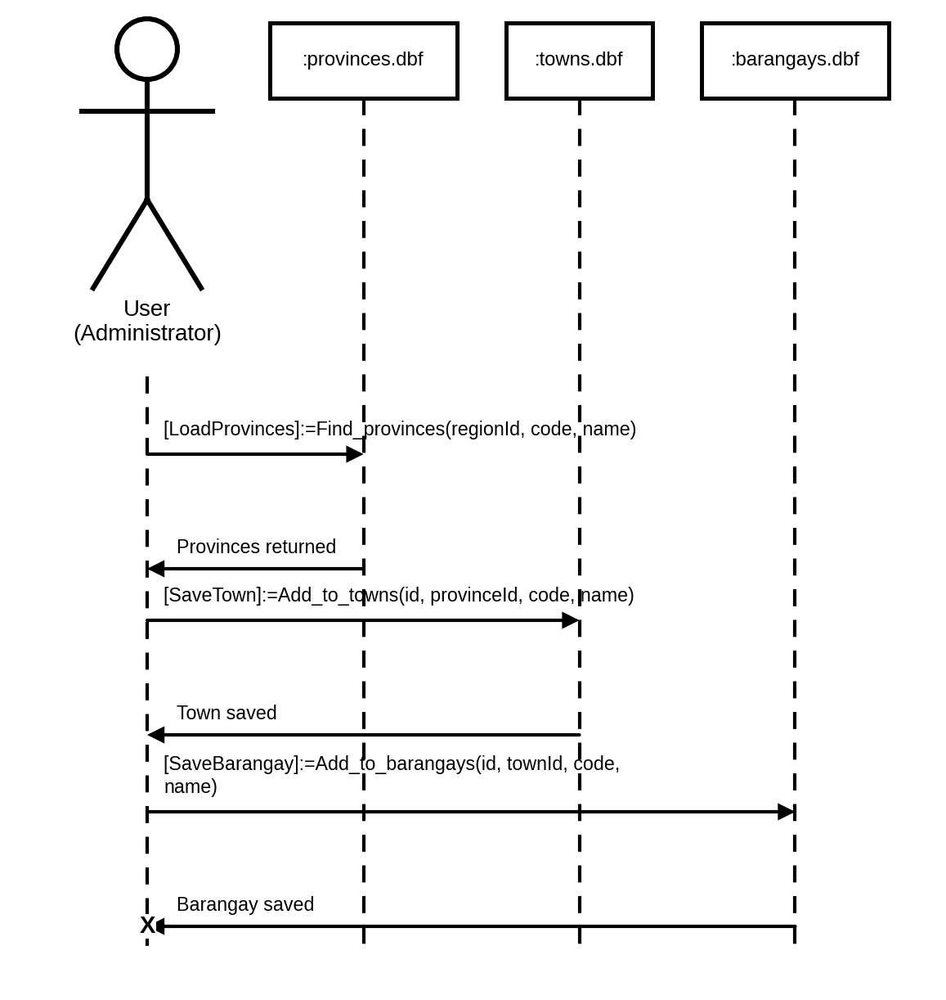 :provinces.dbf
:towns.dbf
:barangays.dbf
User
(Administrator)
[LoadProvinces]:=Find_provinces(regionId, code, name)
Provinces returned
[SaveTown]:=Add_to_towns(id, provinceId, code, name)
Town saved
[SaveBarangay]:=Add_to_barangays(id, townId, code,
name)
Barangay saved
X